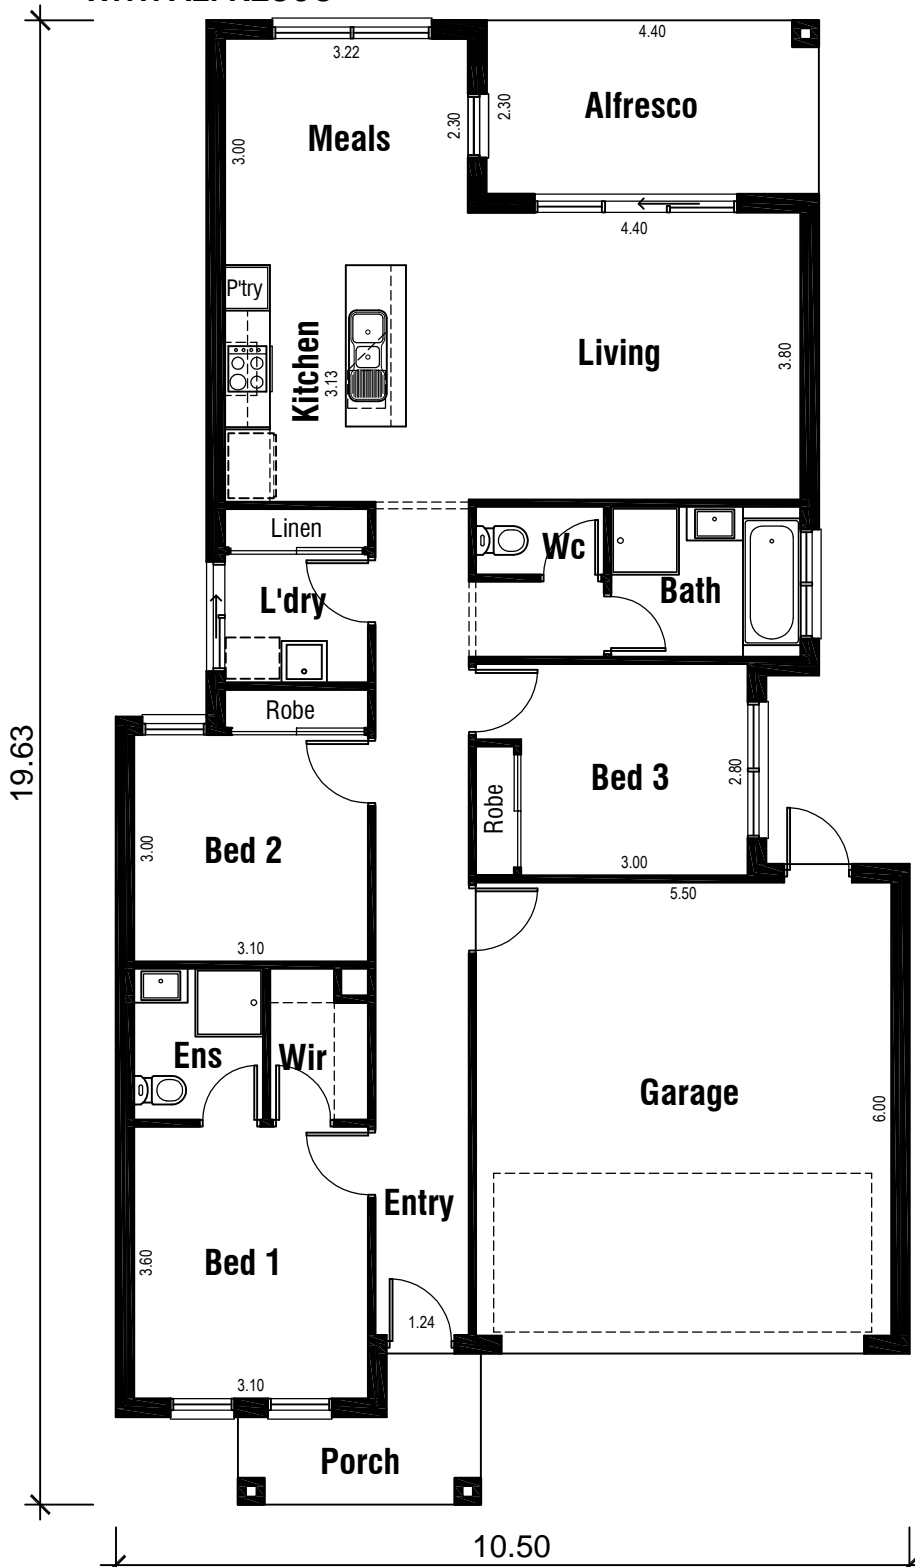 4.40
3.22
Alfresco
2.30
2.30
Meals
3.00
4.40
P'try
Kitchen
3.13
Living
3.80
Linen
Wc
L'dry
Bath
Robe
19.63
Bed 3
2.80
Robe
3.00
Bed 2
3.00
5.50
3.10
Ens
Wir
Garage
6.00
Entry
Bed 1
3.60
1.24
3.10
Porch
10.50